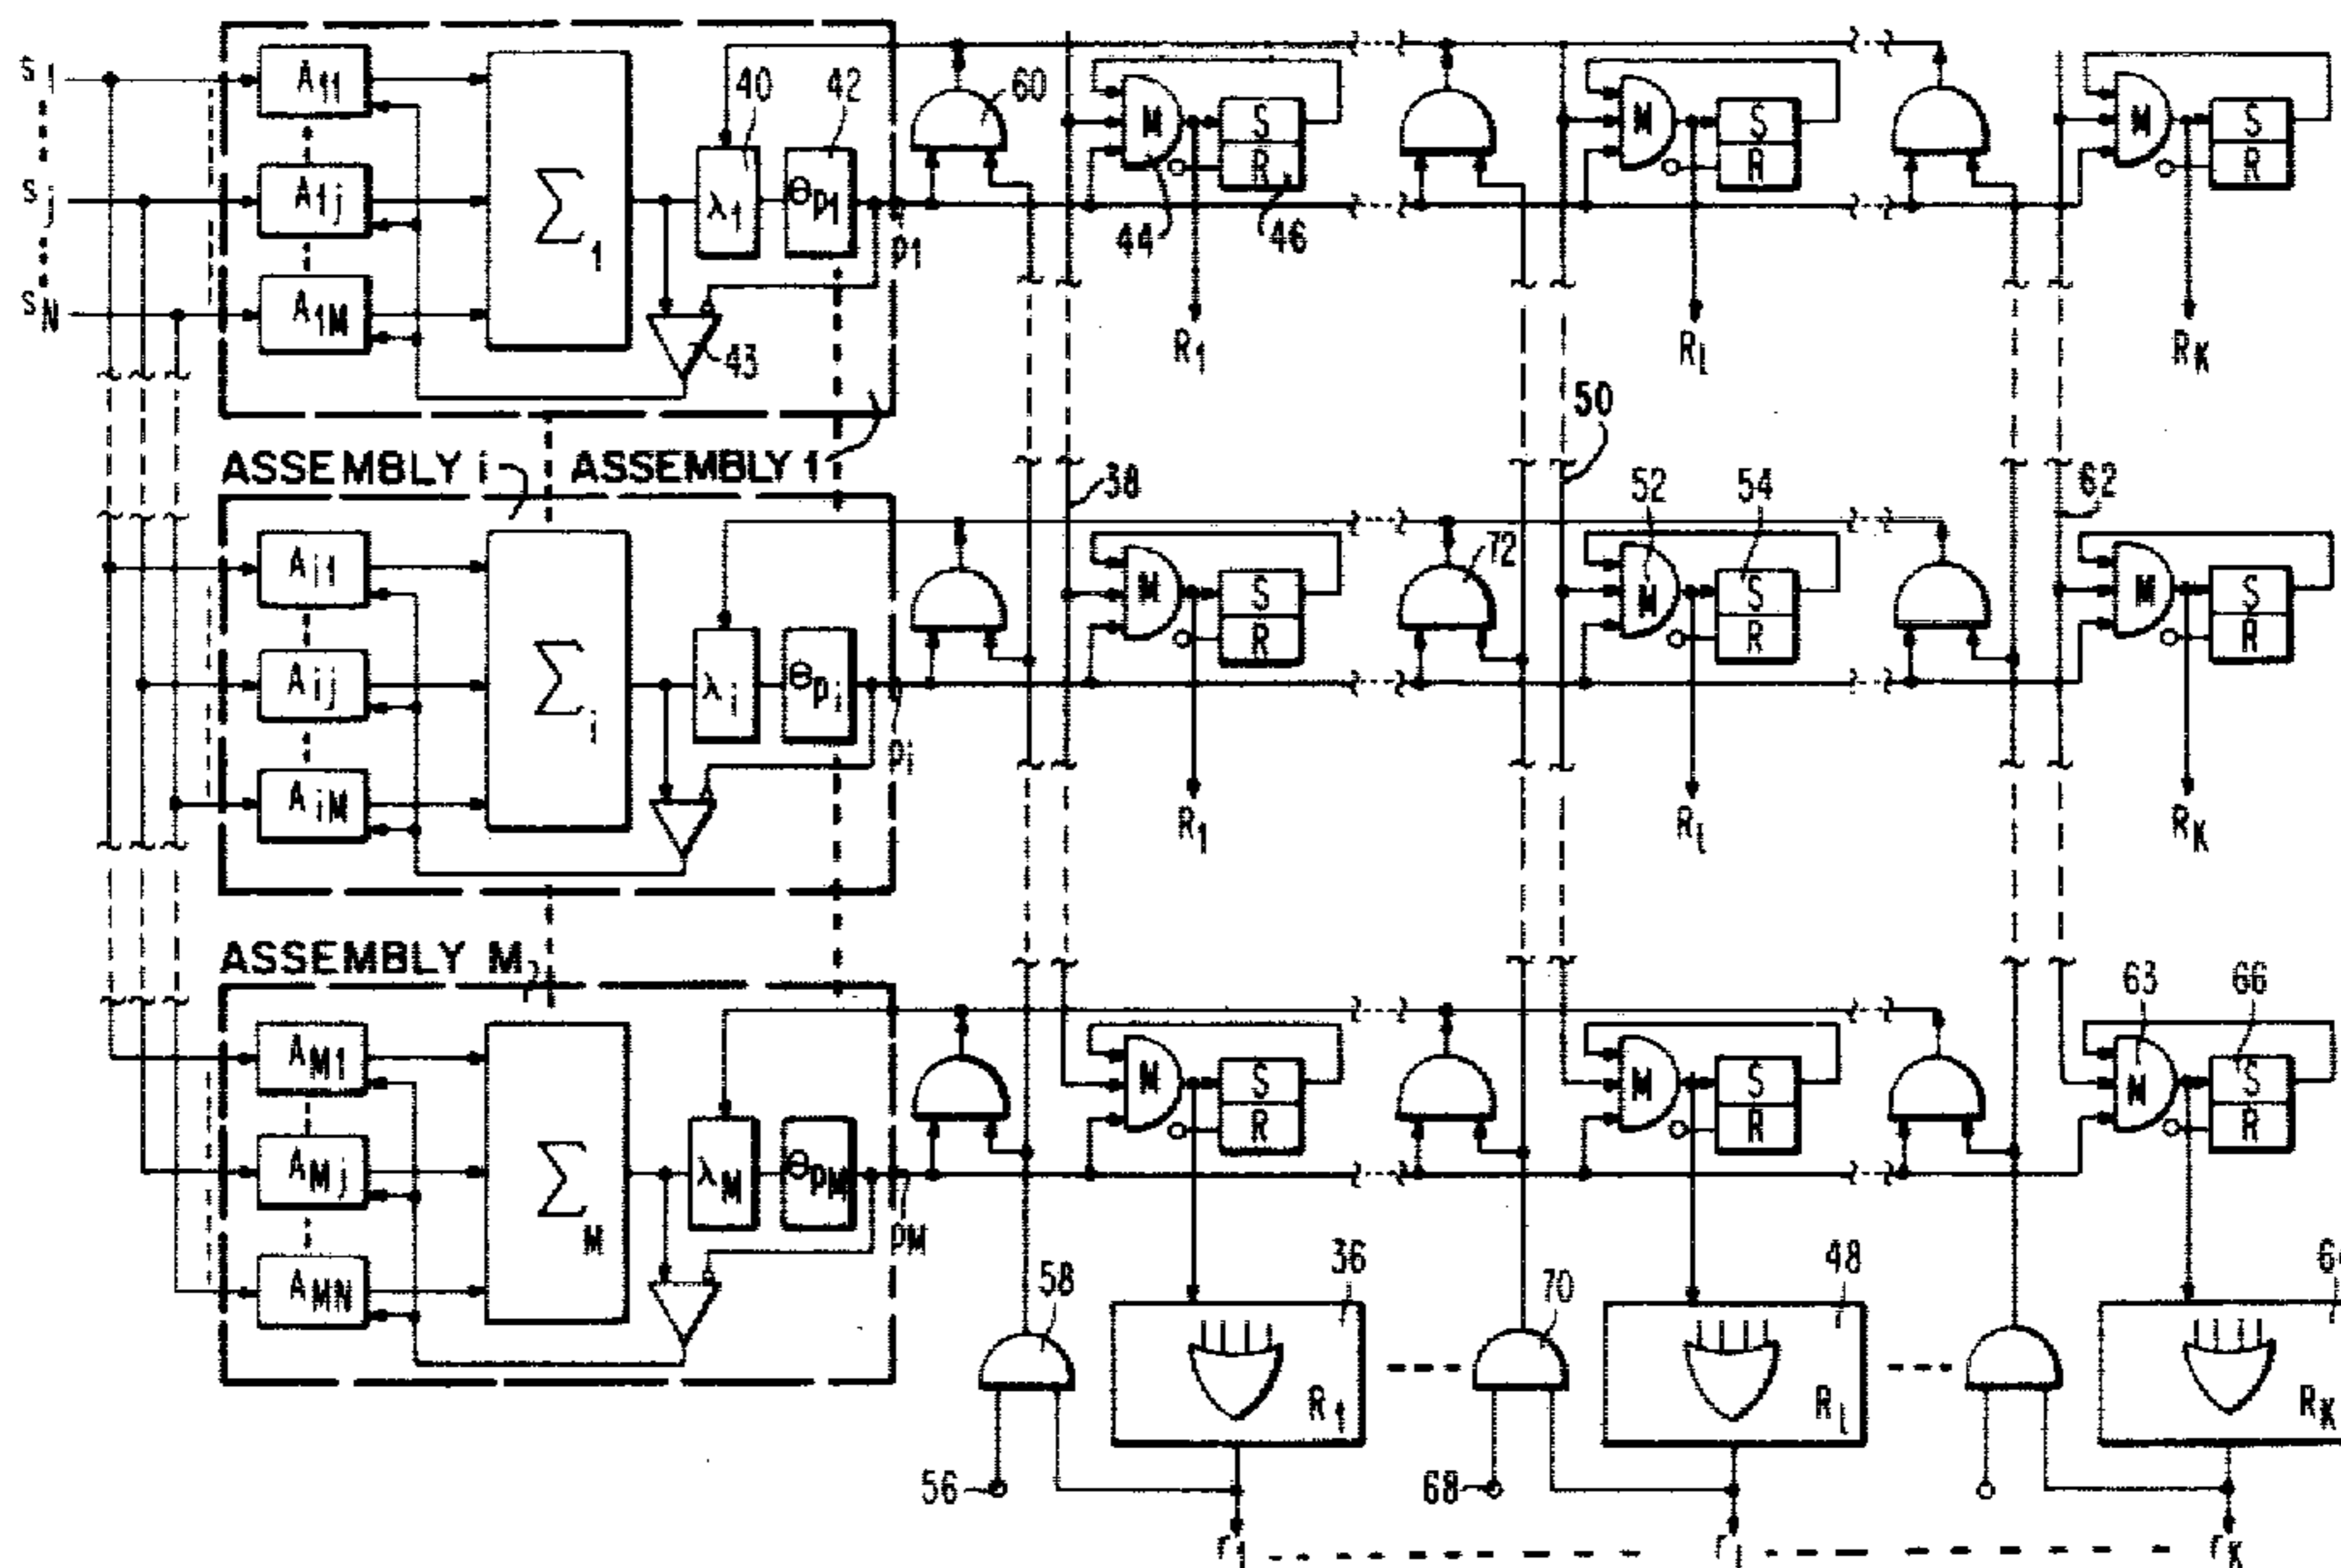 S1
Sj
SN
A11
A1j
A1M
Σ1
40
42
λ1
θp1
43
p1
60
M
S
R
44
46
R1
M
S
R
Rl
M
S
R
RK
ASSEMBLY i
ASSEMBLY 1
38
50
52
54
62
Ai1
Aij
AiM
Σi
λi
θpi
pi
M
S
R
R1
72
M
S
R
Rl
M
S
R
RK
ASSEMBLY M
AM1
AMj
AMN
ΣM
λM
θpM
pM
M
S
R
M
S
R
63
66
M
S
R
58
36
R1
70
48
Rl
RK
56
68
r1
rl
rK